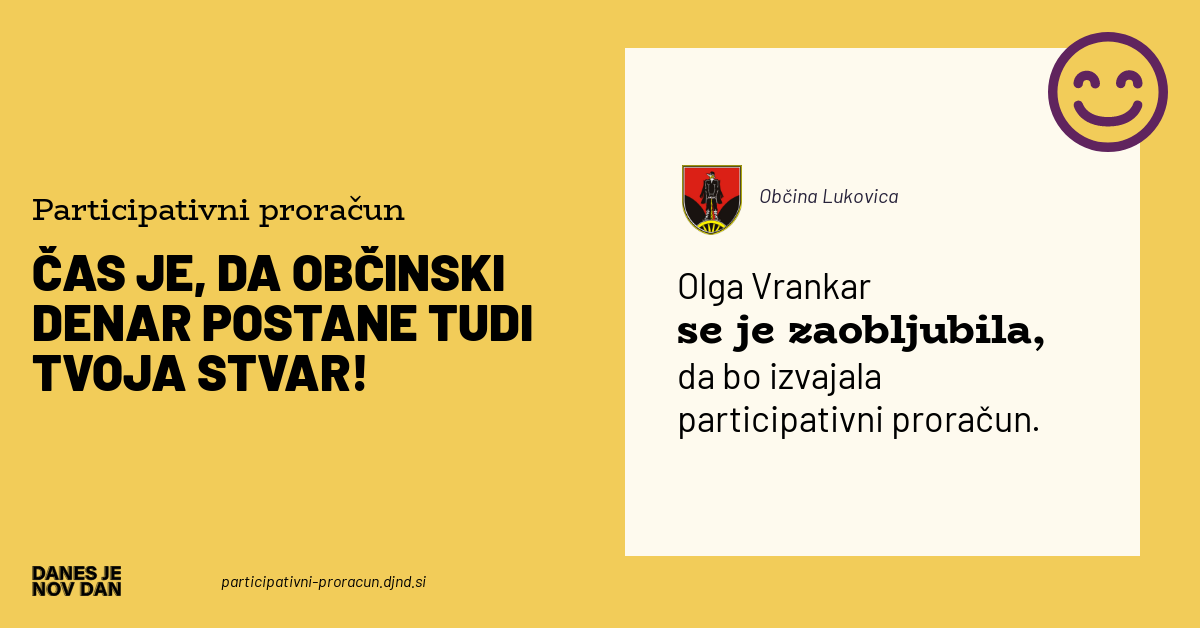 Participativni proračun
ČAS JE, DA OBČINSKI
DENAR POSTANE TUDI
TVOJA STVAR!
DANES JE
NOV DAN
participativni-proracun.djnd.si
Občina Lukovica
Olga Vrankar
se je zaobljubila,
da bo izvajala
participativni proračun.